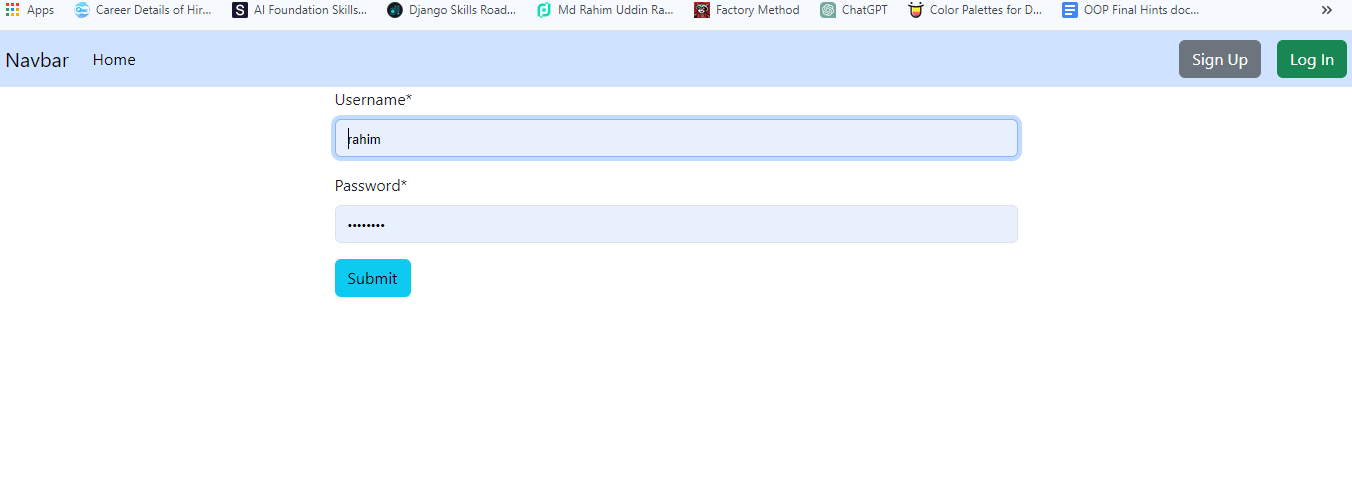 Apps Career Details of Hir... S AI Foundation Skills... Django Skills Road... Md Rahim Uddin Ra... Factory Method ChatGPT Color Palettes for D... OOP Final Hints doc... »
Navbar Home Sign Up Log In
Username*
rahim
Password*
••••••••
Submit